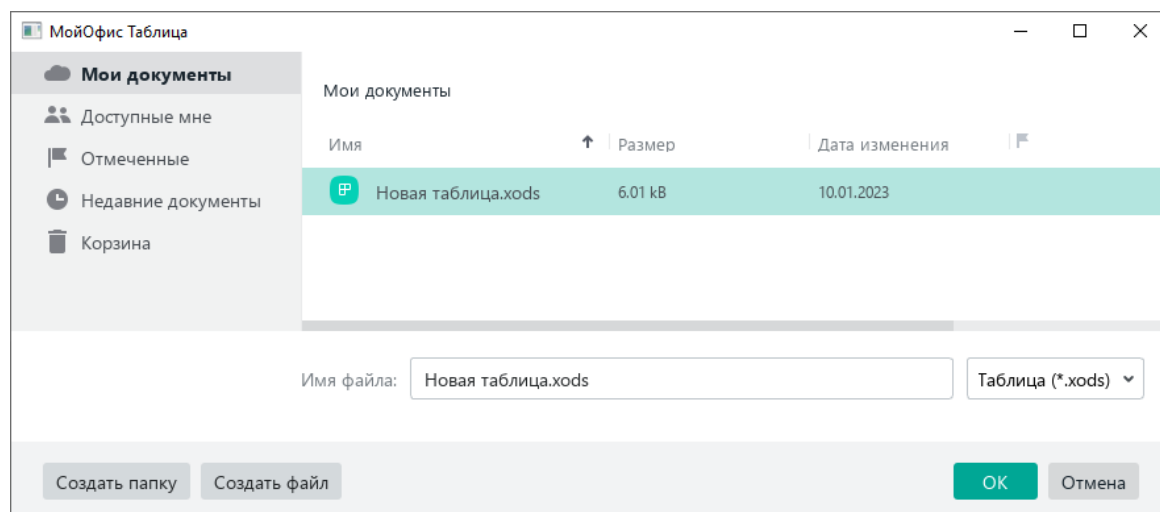 МойОфис Таблица
Мои документы
Доступные мне
Отмеченные
Недавние документы
Корзина
Мои документы
Имя Размер Дата изменения
Новая таблица.xods 6.01 kB 10.01.2023
Имя файла: Новая таблица.xods Таблица (*.xods)
Создать папку Создать файл ОК Отмена